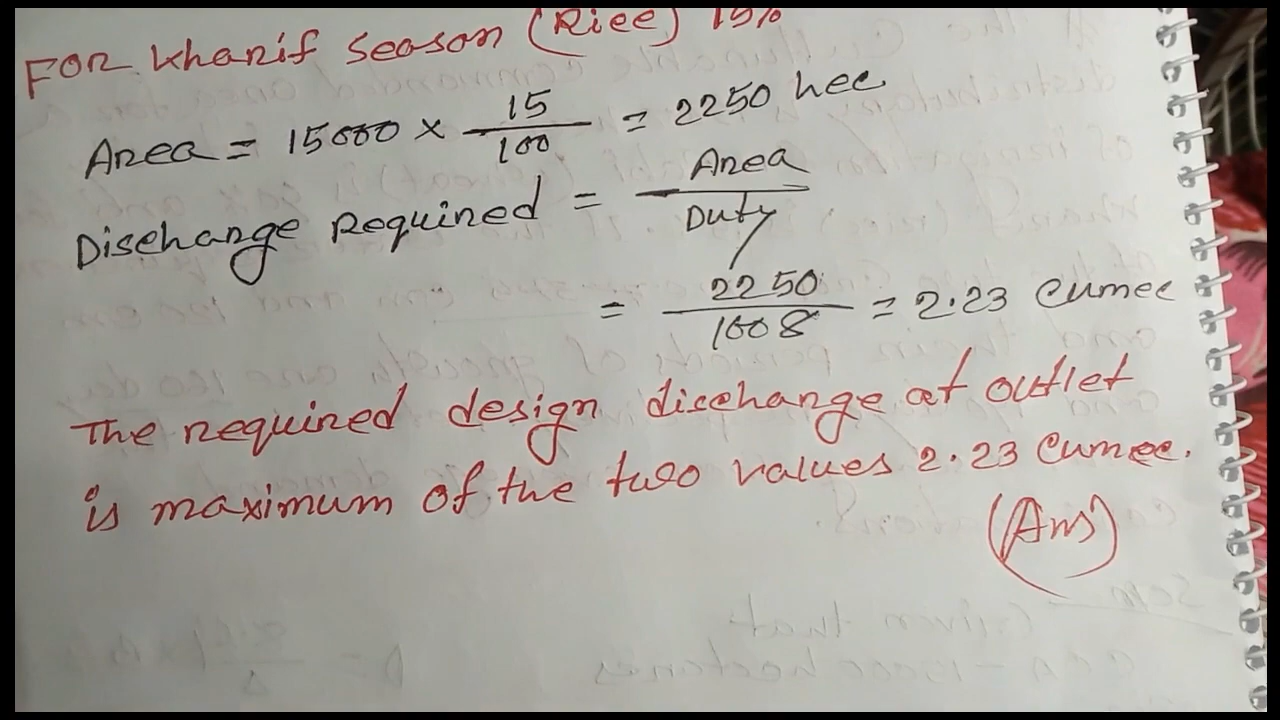 FOR Kharif Season (Rice) 15%
Area = 15000 × 15/100 = 2250 hec
Discharge Required = Area/Duty
= 2250/1008 = 2.23 Cumec
The required design discharge at outlet
is maximum of the two values 2.23 Cumec.
(Ans)